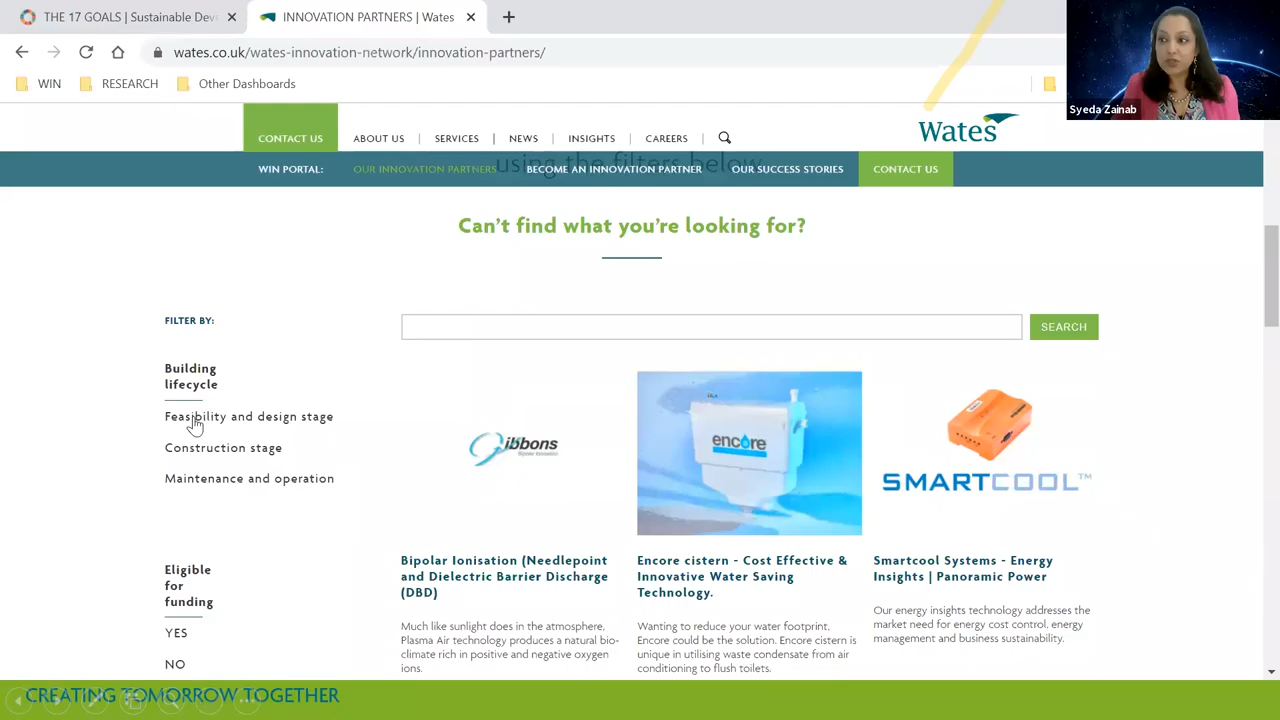 THE 17 GOALS | Sustainable Dev
INNOVATION PARTNERS | Wates
wates.co.uk/wates-innovation-network/innovation-partners/
WIN
RESEARCH
Other Dashboards
Syeda Zainab
CONTACT US
ABOUT US
SERVICES
NEWS
INSIGHTS
CAREERS
Wates
using the filters below
WIN PORTAL:
OUR INNOVATION PARTNERS
BECOME AN INNOVATION PARTNER
OUR SUCCESS STORIES
CONTACT US
Can't find what you're looking for?
FILTER BY:
SEARCH
Building
lifecycle
Feasibility and design stage
Construction stage
Maintenance and operation
Eligible
for
funding
YES
NO
Gibbons
encore
SMARTCOOL™
Bipolar Ionisation (Needlepoint
and Dielectric Barrier Discharge
(DBD)
Much like sunlight does in the atmosphere,
Plasma Air technology produces a natural bio-
climate rich in positive and negative oxygen
ions.
Encore cistern - Cost Effective &
Innovative Water Saving
Technology.
Wanting to reduce your water footprint,
Encore could be the solution. Encore cistern is
unique in utilising waste condensate from air
conditioning to flush toilets.
Smartcool Systems - Energy
Insights | Panoramic Power
Our energy insights technology addresses the
market need for energy cost control, energy
management and business sustainability.
CREATING TOMORROW TOGETHER